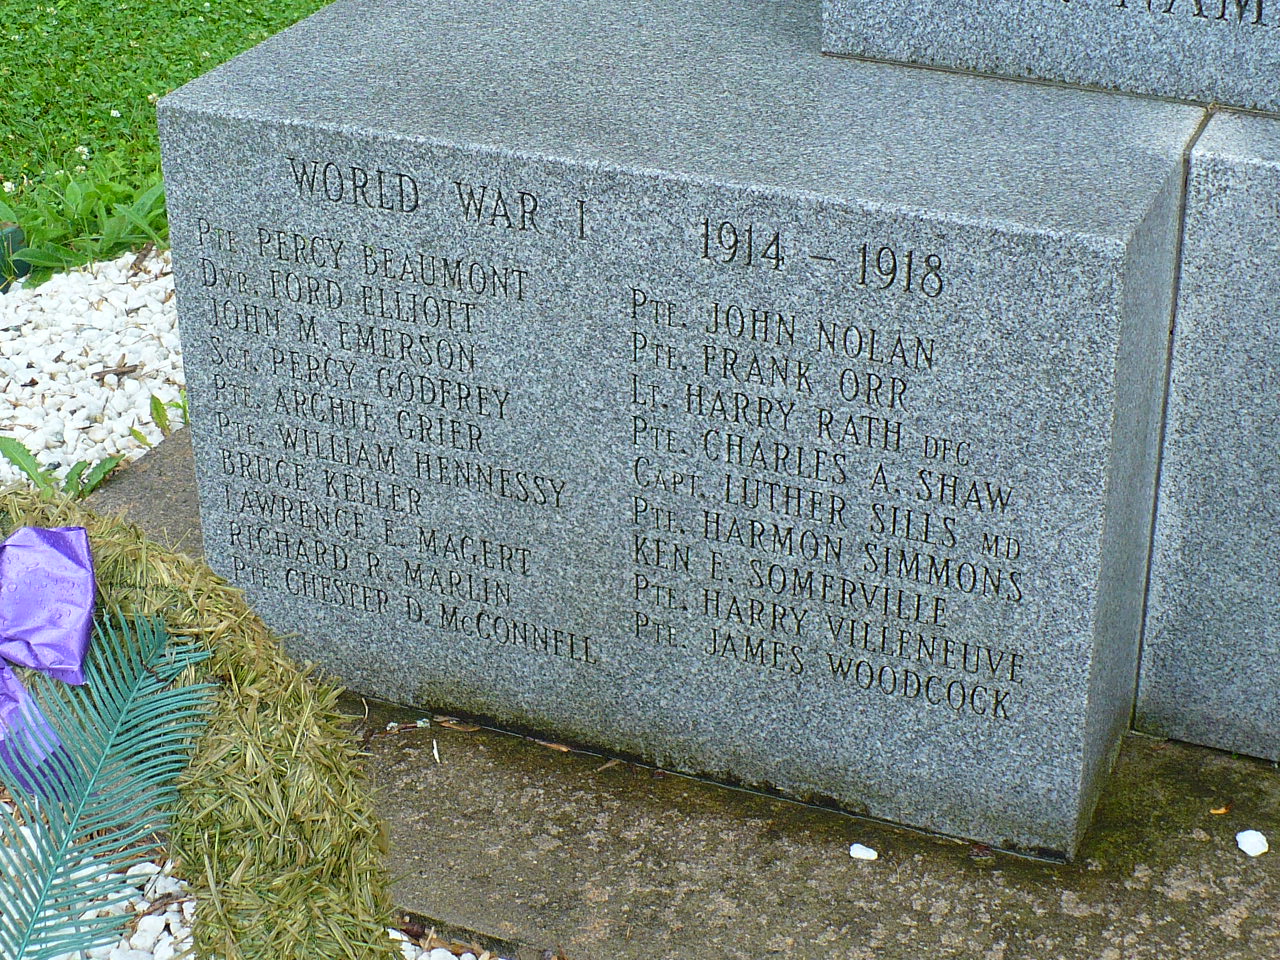 NAM
WORLD WAR I 1914 - 1918
PTE. PERCY BEAUMONT
DVR. FORD ELLIOTT
JOHN M. EMERSON
SGT. PERCY GODFREY
PTE. ARCHIE GRIER
PTE. WILLIAM HENNESSY
BRUCE KELLER
LAWRENCE E. MAGERT
RICHARD R. MARLIN
PTE. CHESTER D. MCCONNELL
PTE. JOHN NOLAN
PTE. FRANK ORR
LT. HARRY RATH DFC
PTE. CHARLES A. SHAW
CAPT. LUTHER SILLS MD
PTE. HARMON SIMMONS
KEN E. SOMERVILLE
PTE. HARRY VILLENEUVE
PTE. JAMES WOODCOCK